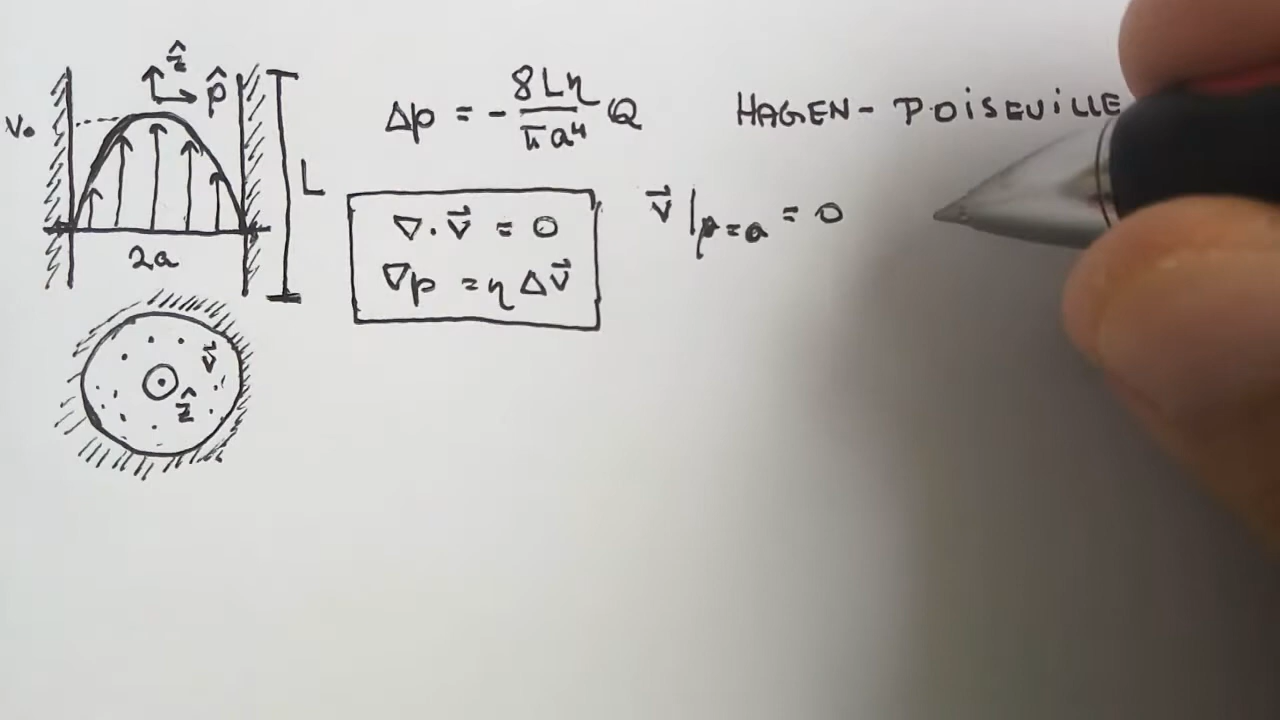 ẑ
ρ̂
v₀
L
2a
v⃗
ẑ
Δp = - 8Lη / πa⁴ Q
HAGEN - POISEUILLE
∇·v⃗ = 0
∇p = η Δv⃗
v⃗ |ρ=a = 0